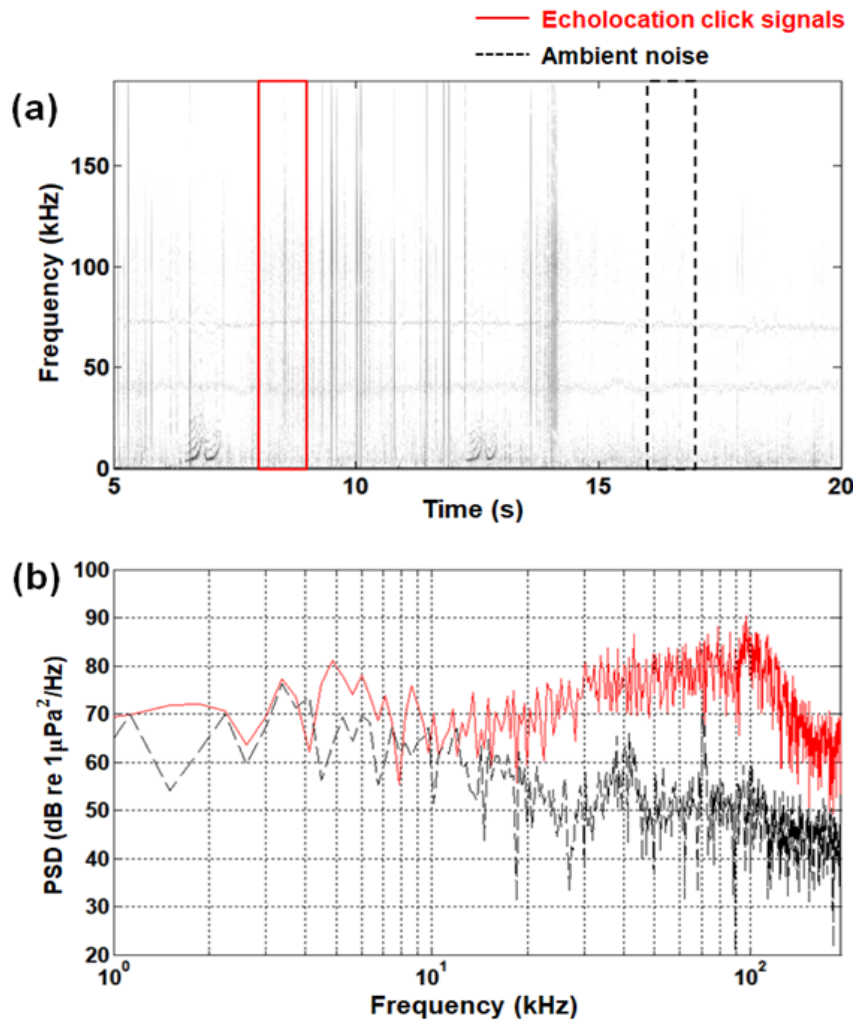 Echolocation click signals
Ambient noise
(a)
Frequency (kHz)
150
100
50
0
5
10
15
20
Time (s)
(b)
PSD (dB re 1µPa²/Hz)
100
90
80
70
60
50
40
30
20
10⁰
10¹
10²
Frequency (kHz)